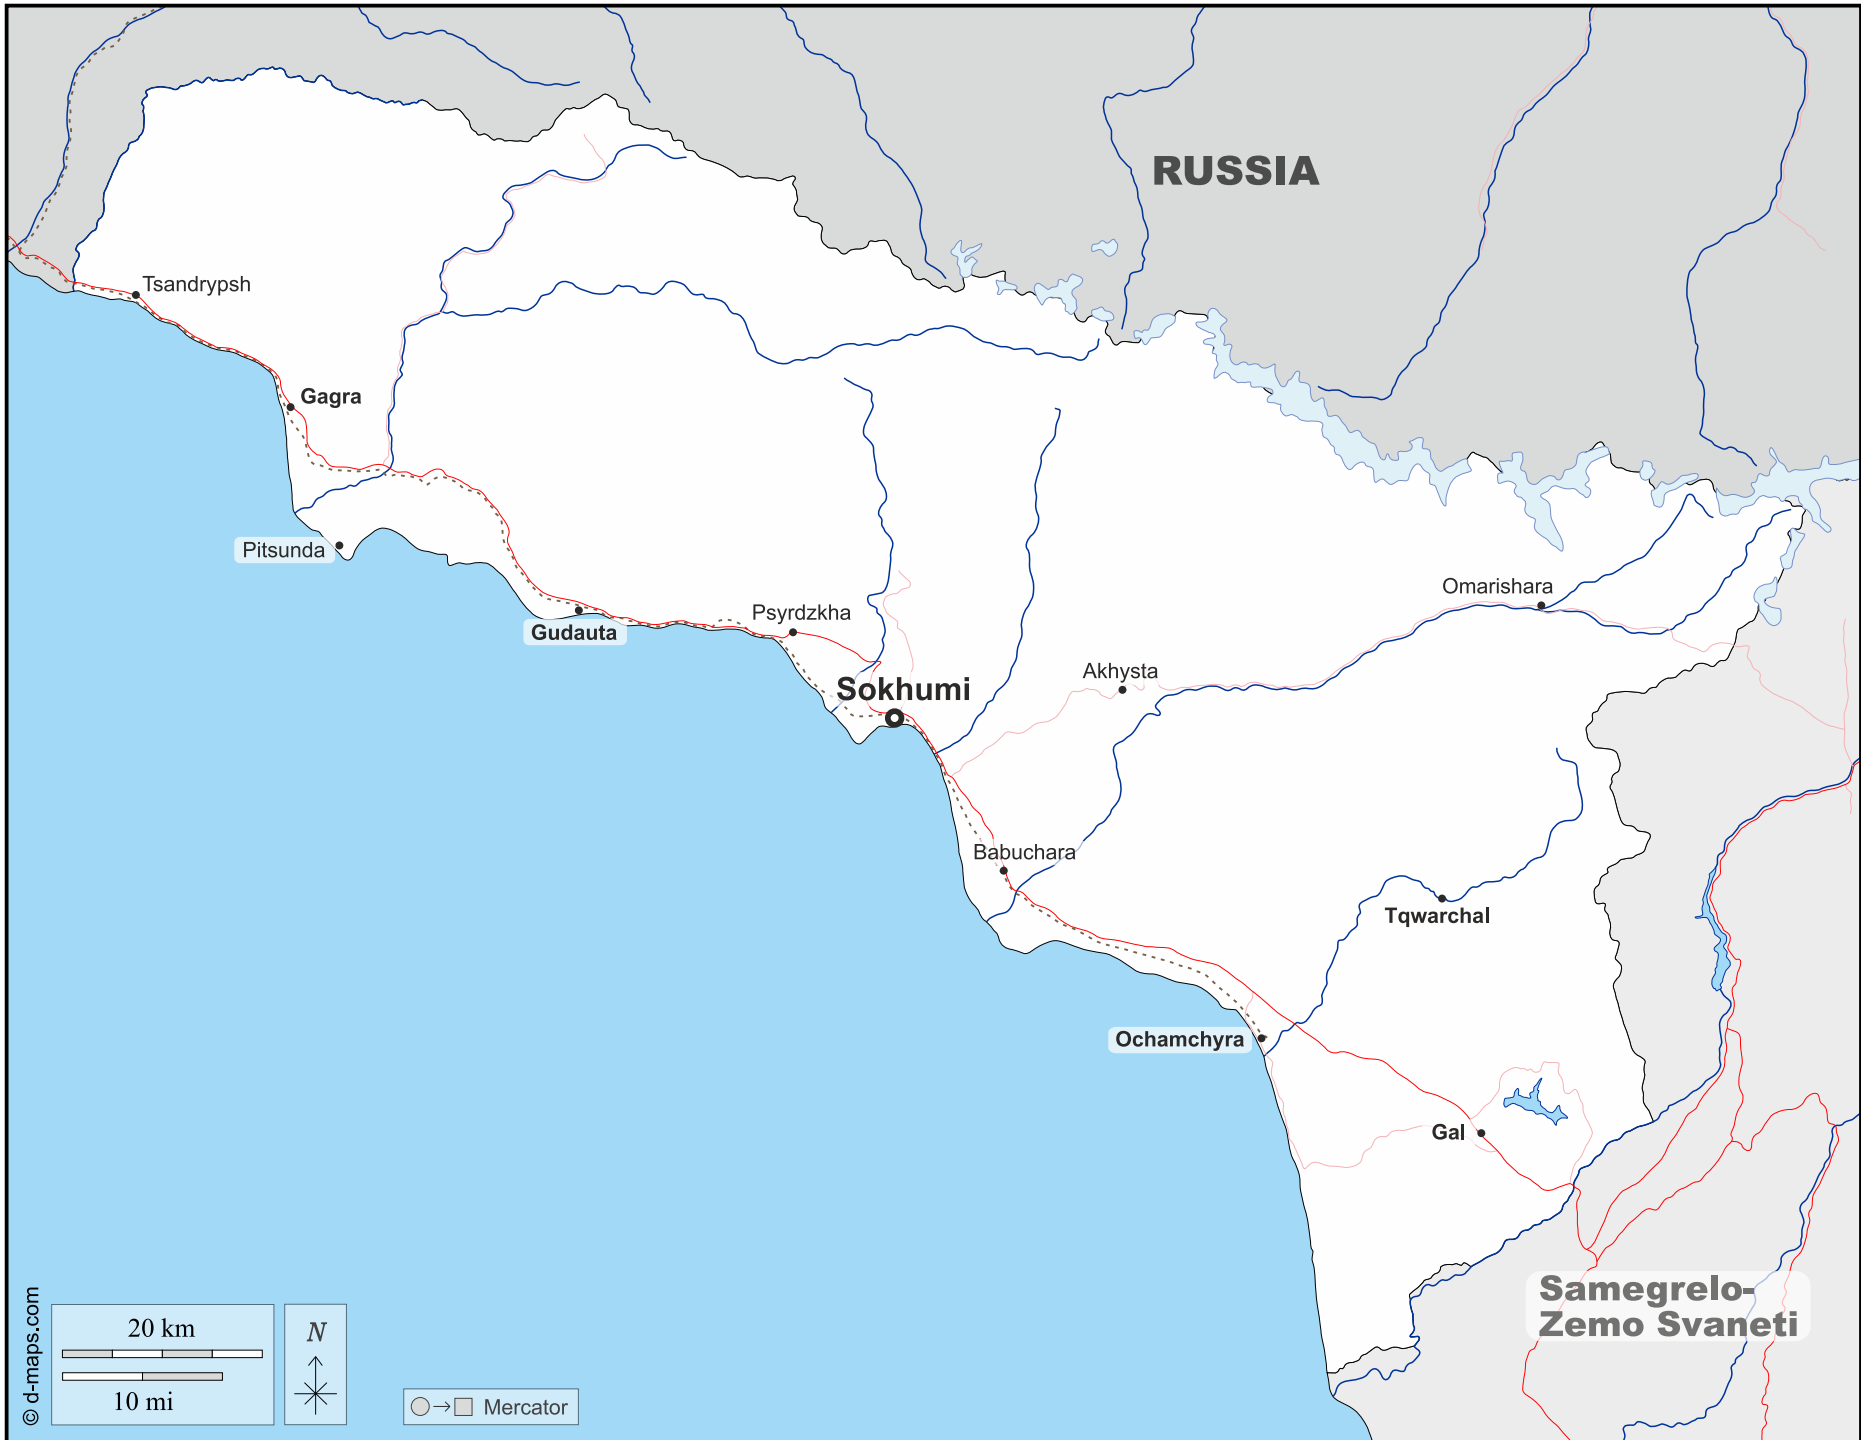 RUSSIA
Tsandrypsh
Gagra
Pitsunda
Omarishara
Psyrdzkha
Gudauta
Akhysta
Sokhumi
Babuchara
Tqwarchal
Ochamchyra
Gal
Samegrelo-
Zemo Svaneti
© d-maps.com
20 km
10 mi
N
Mercator